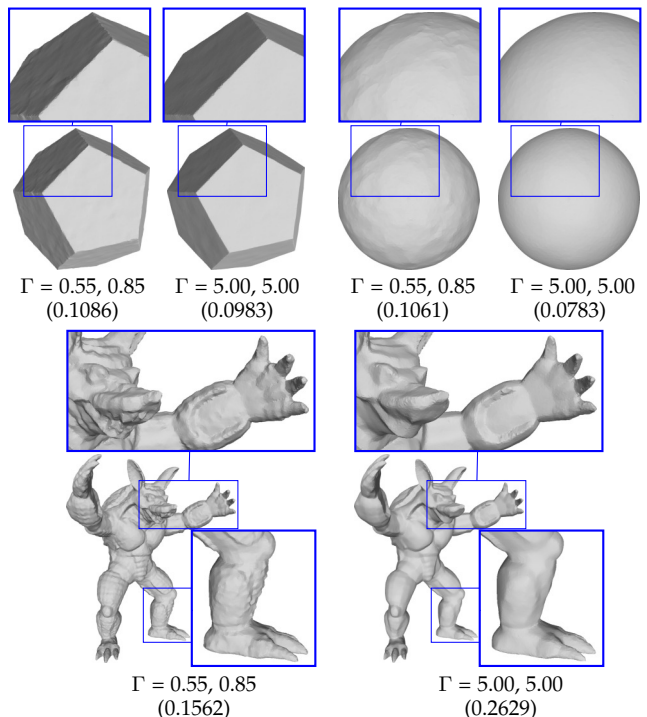 Γ = 0.55, 0.85
(0.1086)
Γ = 5.00, 5.00
(0.0983)
Γ = 0.55, 0.85
(0.1061)
Γ = 5.00, 5.00
(0.0783)
Γ = 0.55, 0.85
(0.1562)
Γ = 5.00, 5.00
(0.2629)